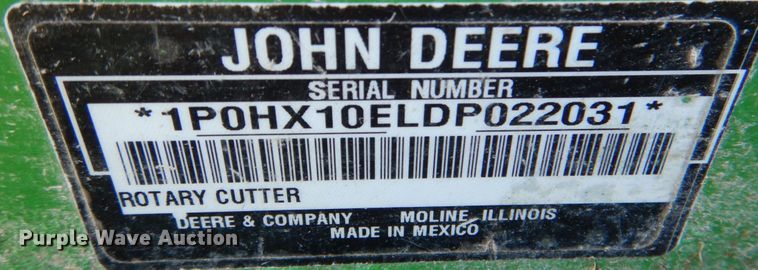 JOHN DEERE
SERIAL NUMBER
*1P0HX10ELDP022031*
ROTARY CUTTER
DEERE & COMPANY MOLINE, ILLINOIS
MADE IN MEXICO
Purple Wave Auction